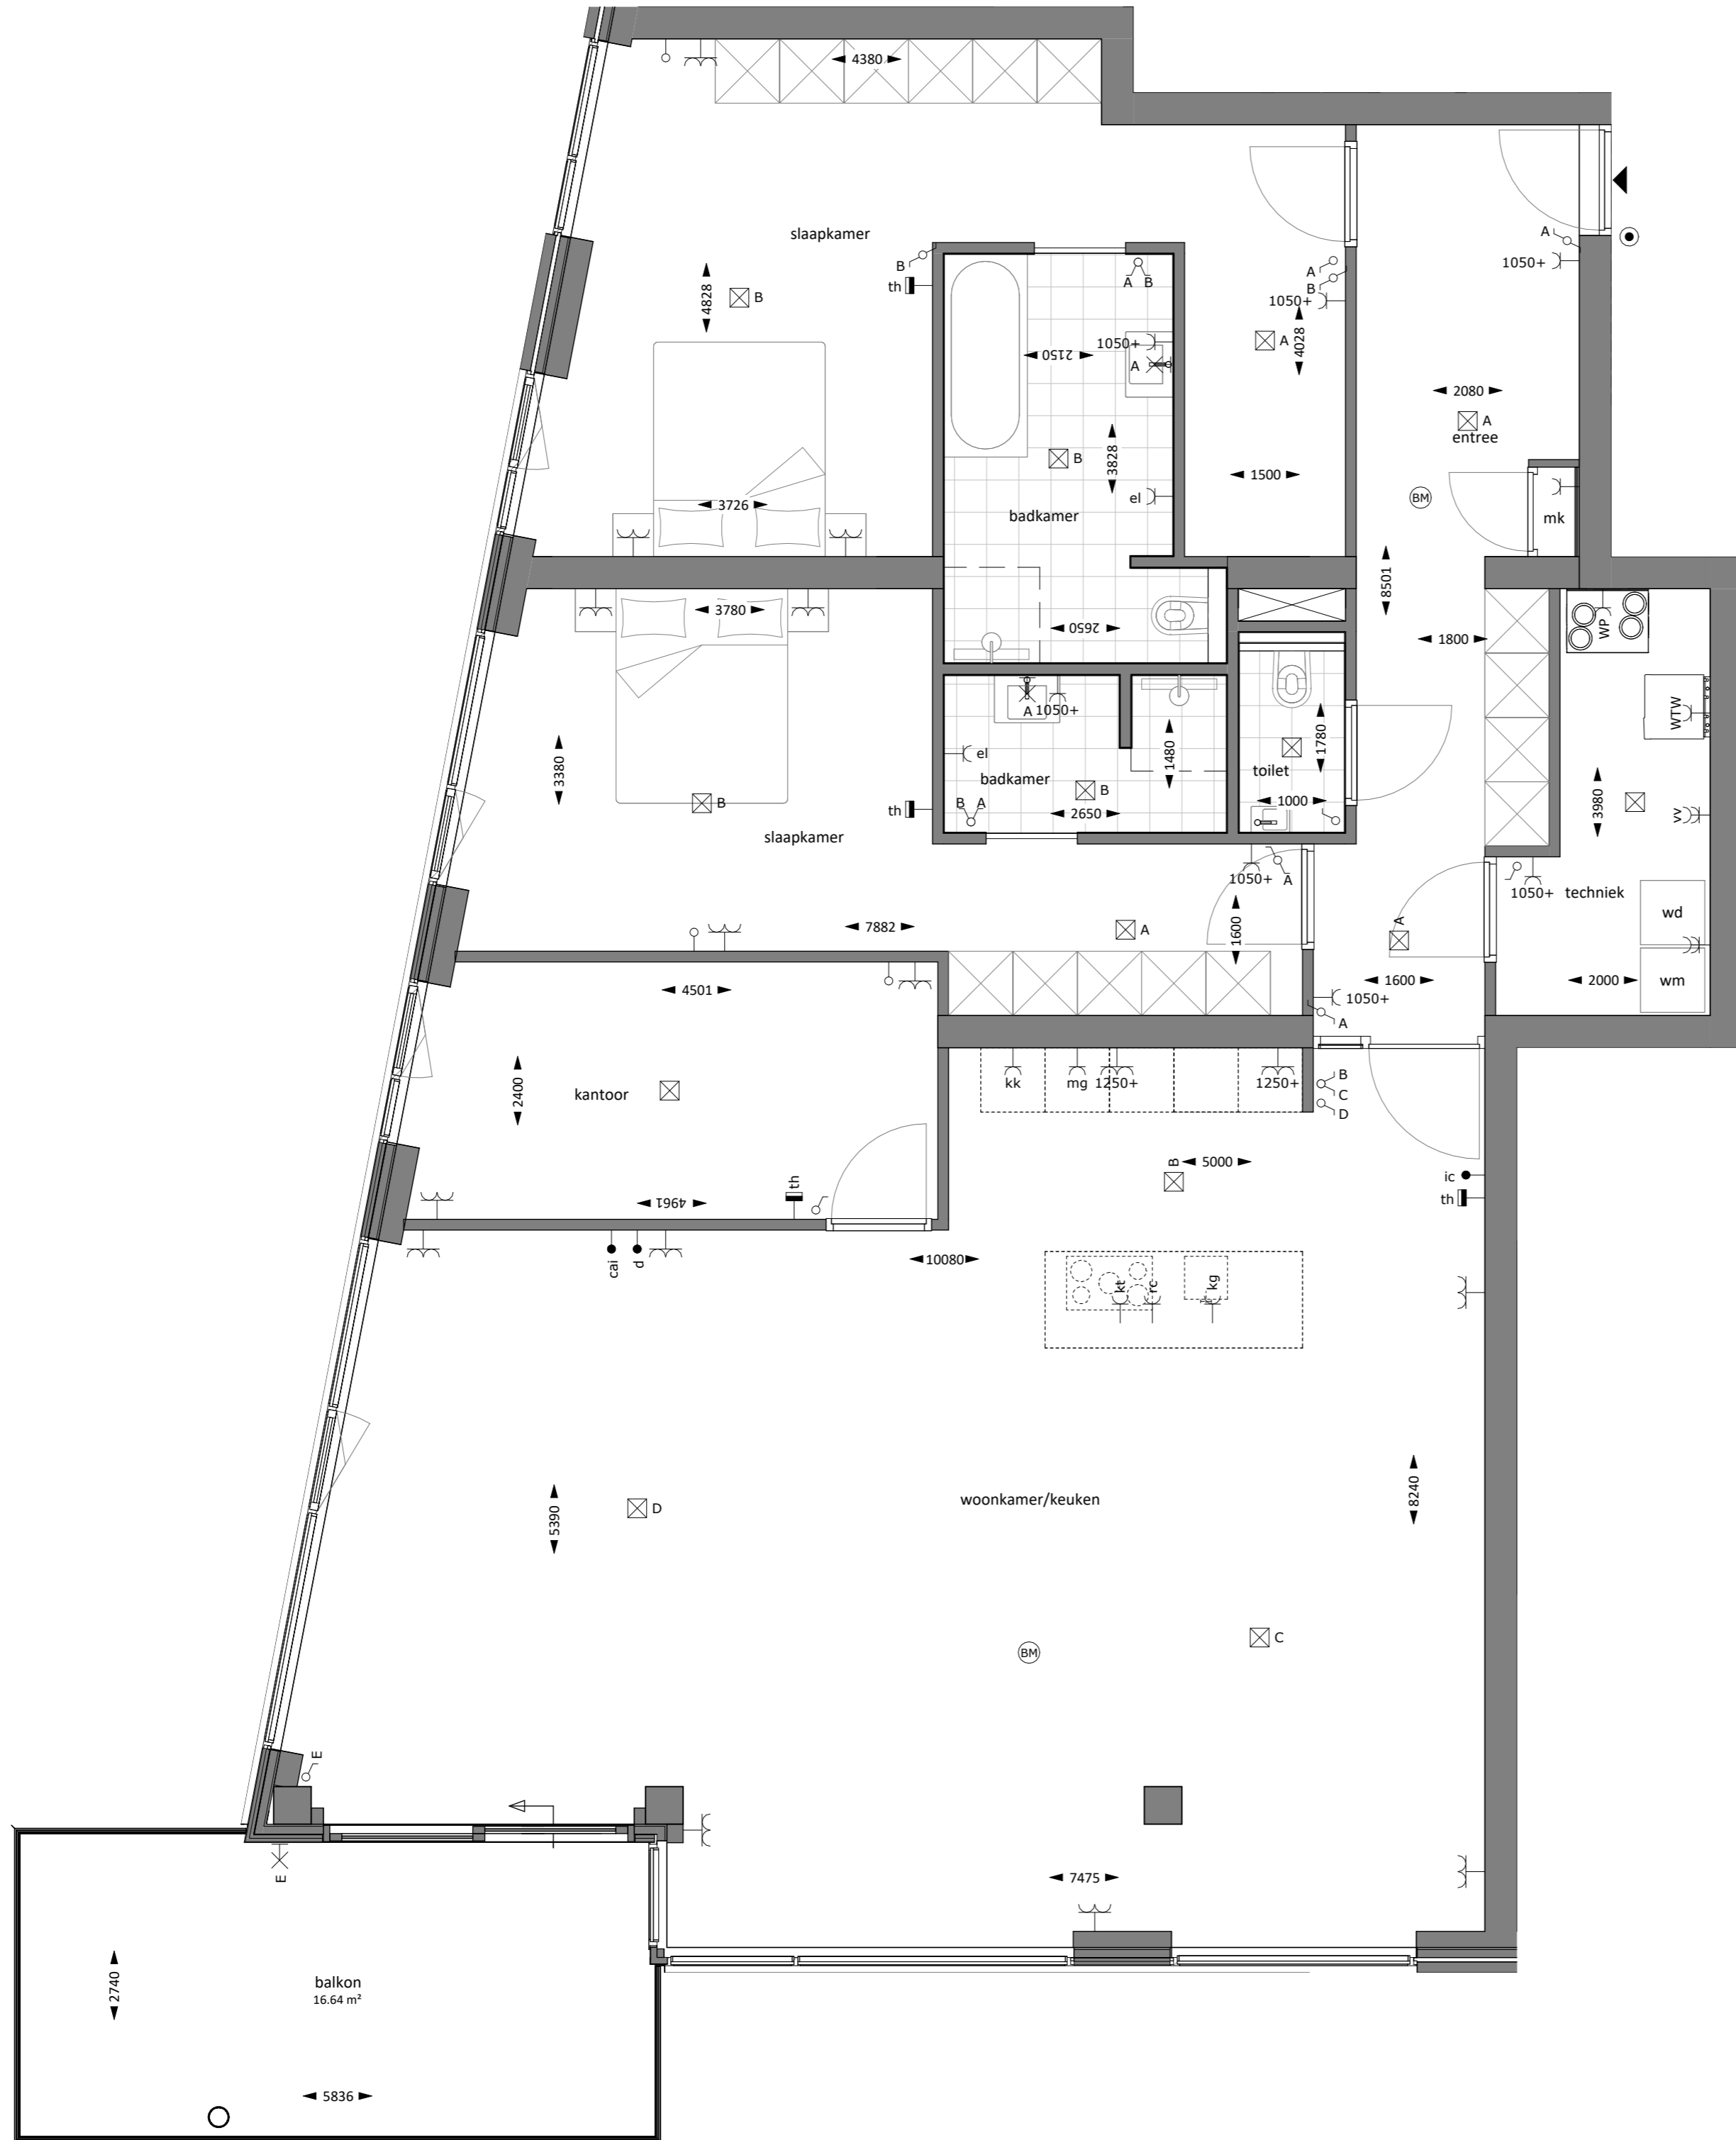 4380
slaapkamer
A
B
1050+
th
4828
B
A B
A
B
1050+
4028
A
1050+
2150
A
2080
A
entree
B
3828
1500
3726
el
badkamer
BM
mk
8501
3780
2650
1800
WP
A
1050+
WTW
3380
el
badkamer
1480
toilet
1780
B
th
B A
B
2650
1000
3980
vv
slaapkamer
1050+
A
1050+
techniek
wd
7882
A
1600
A
4501
1600
1050+
2000
wm
A
kantoor
2400
kk
mg
1250+
1250+
B
C
D
B
5000
ic
th
th
4961
cai
d
10080
kt
rc
kg
woonkamer/keuken
8240
5390
D
C
BM
E
E
7475
balkon
16.64 m²
2740
5836